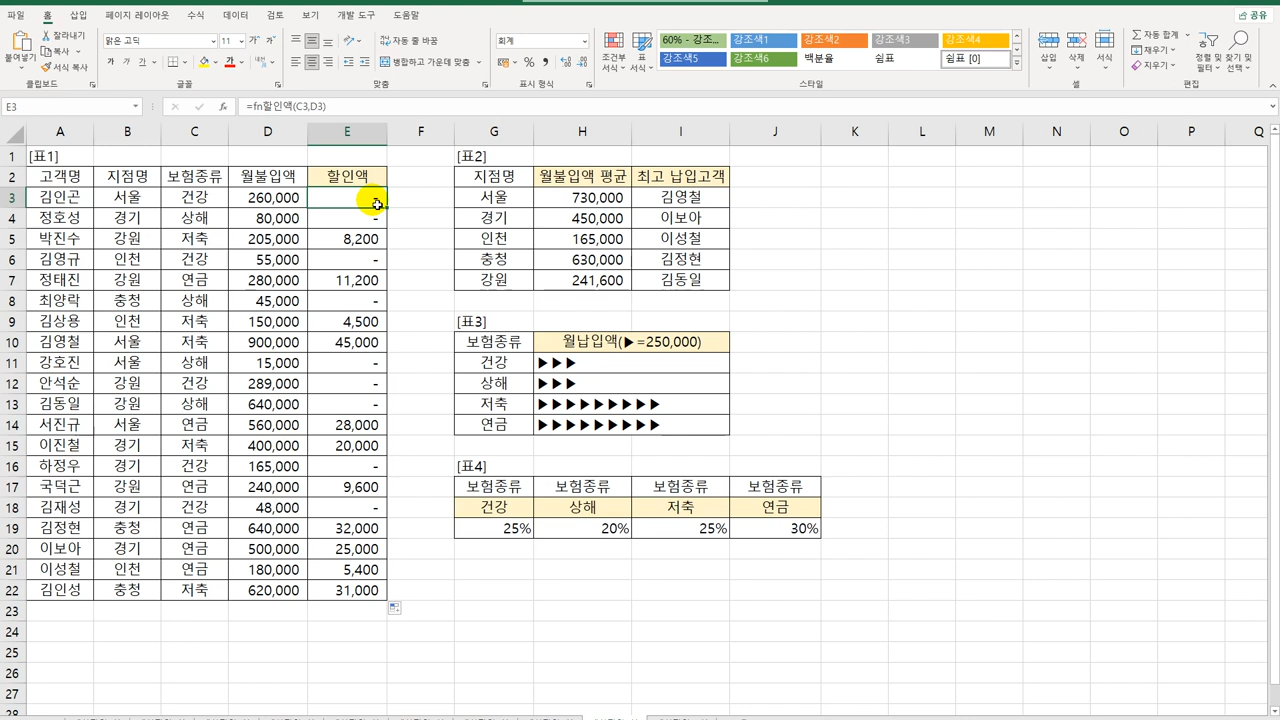 파일 홈 삽입 페이지 레이아웃 수식 데이터 검토 보기 개발 도구 도움말 공유
붙여넣기 잘라내기 복사 서식 복사 클립보드
맑은 고딕 11 가 가 가 가 가 가 글꼴
자동 줄 바꿈 병합하고 가운데 맞춤 맞춤
회계 % 표시 형식
조건부 서식 표 서식 60% - 강조... 강조색1 강조색2 강조색3 강조색4
강조색5 강조색6 백분율 쉼표 쉼표 [0] 스타일
삽입 삭제 서식 셀
자동 합계 채우기 지우기 정렬 및 필터 찾기 및 선택 편집
E3 fx =fn할인액(C3,D3)
A B C D E F G H I J K L M N O P Q
1 [표1] [표2]
2 고객명 지점명 보험종류 월불입액 할인액 지점명 월불입액 평균 최고 납입고객
3 김인곤 서울 건강 260,000 서울 730,000 김영철
4 정호성 경기 상해 80,000 - 경기 450,000 이보아
5 박진수 강원 저축 205,000 8,200 인천 165,000 이성철
6 김영규 인천 건강 55,000 - 충청 630,000 김정현
7 정태진 강원 연금 280,000 11,200 강원 241,600 김동일
8 최양락 충청 상해 45,000 -
9 김상용 인천 저축 150,000 4,500 [표3]
10 김영철 서울 저축 900,000 45,000 보험종류 월납입액(▶=250,000)
11 강호진 서울 상해 15,000 - 건강 ▶▶▶
12 안석순 강원 건강 289,000 - 상해 ▶▶▶
13 김동일 강원 상해 640,000 - 저축 ▶▶▶▶▶▶▶▶▶
14 서진규 서울 연금 560,000 28,000 연금 ▶▶▶▶▶▶▶▶▶
15 이진철 경기 저축 400,000 20,000
16 하정우 경기 건강 165,000 - [표4]
17 국덕근 강원 연금 240,000 9,600 보험종류 보험종류 보험종류 보험종류
18 김재성 경기 건강 48,000 - 건강 상해 저축 연금
19 김정현 충청 연금 640,000 32,000 25% 20% 25% 30%
20 이보아 경기 연금 500,000 25,000
21 이성철 인천 연금 180,000 5,400
22 김인성 충청 저축 620,000 31,000
23
24
25
26
27
28